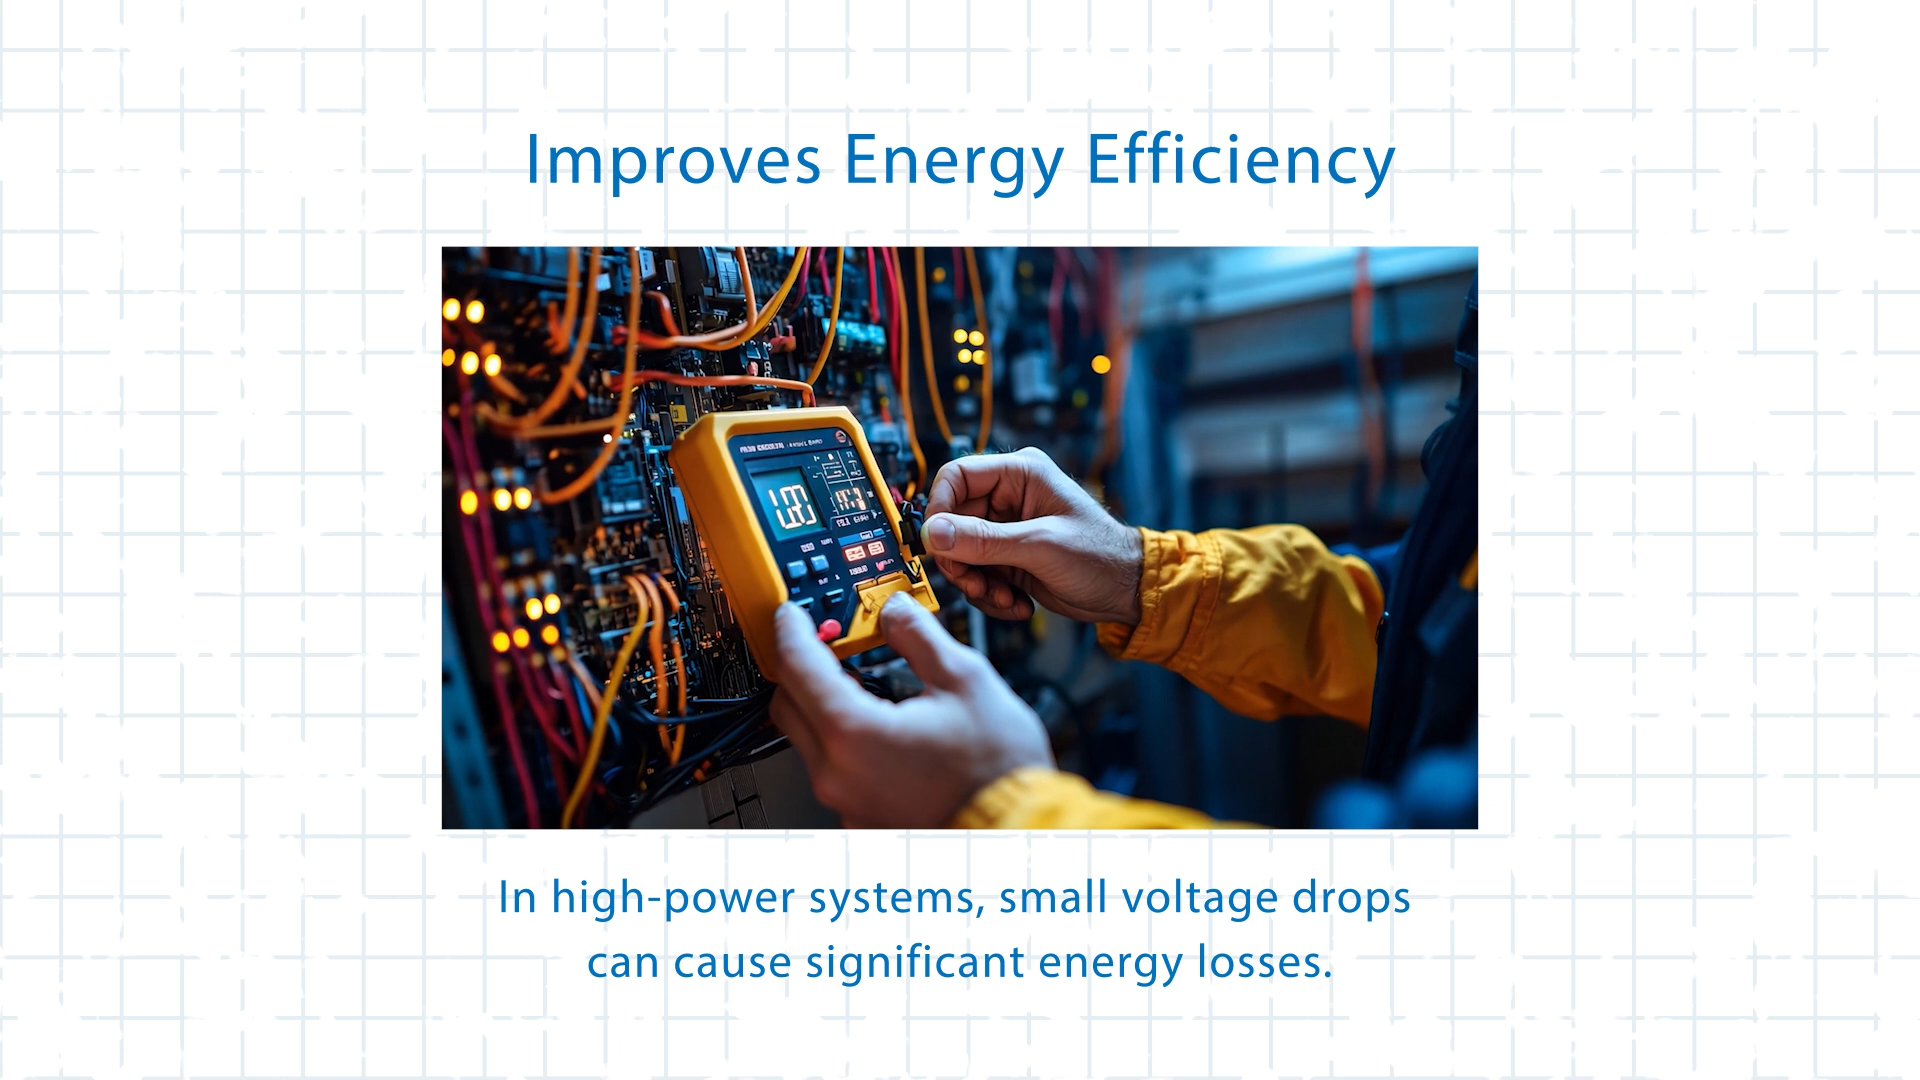 Improves Energy Efficiency
In high-power systems, small voltage drops
can cause significant energy losses.